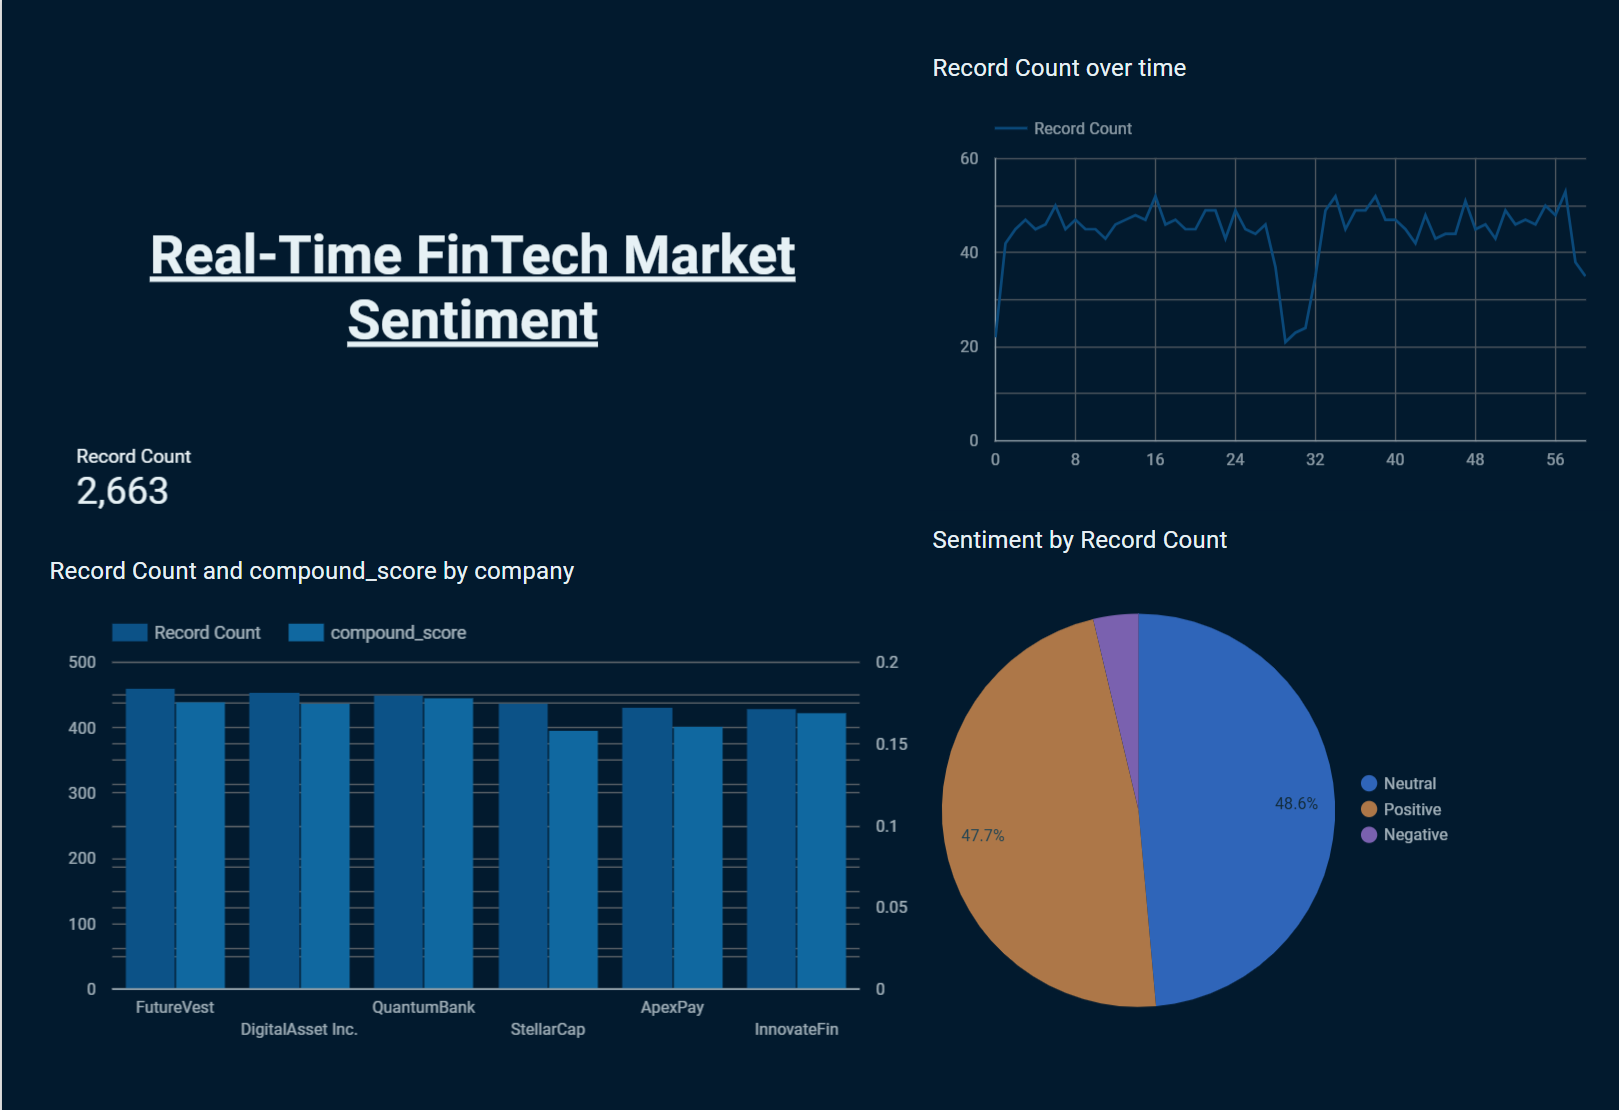 Real-Time FinTech Market
Sentiment
Record Count
2,663
Record Count over time
Record Count
60
40
20
0
0 8 16 24 32 40 48 56
Record Count and compound_score by company
Record Count compound_score
500 0.2
400
0.15
300
0.1
200
0.05
100
0 0
FutureVest QuantumBank ApexPay
DigitalAsset Inc. StellarCap InnovateFin
Sentiment by Record Count
48.6%
47.7%
Neutral
Positive
Negative